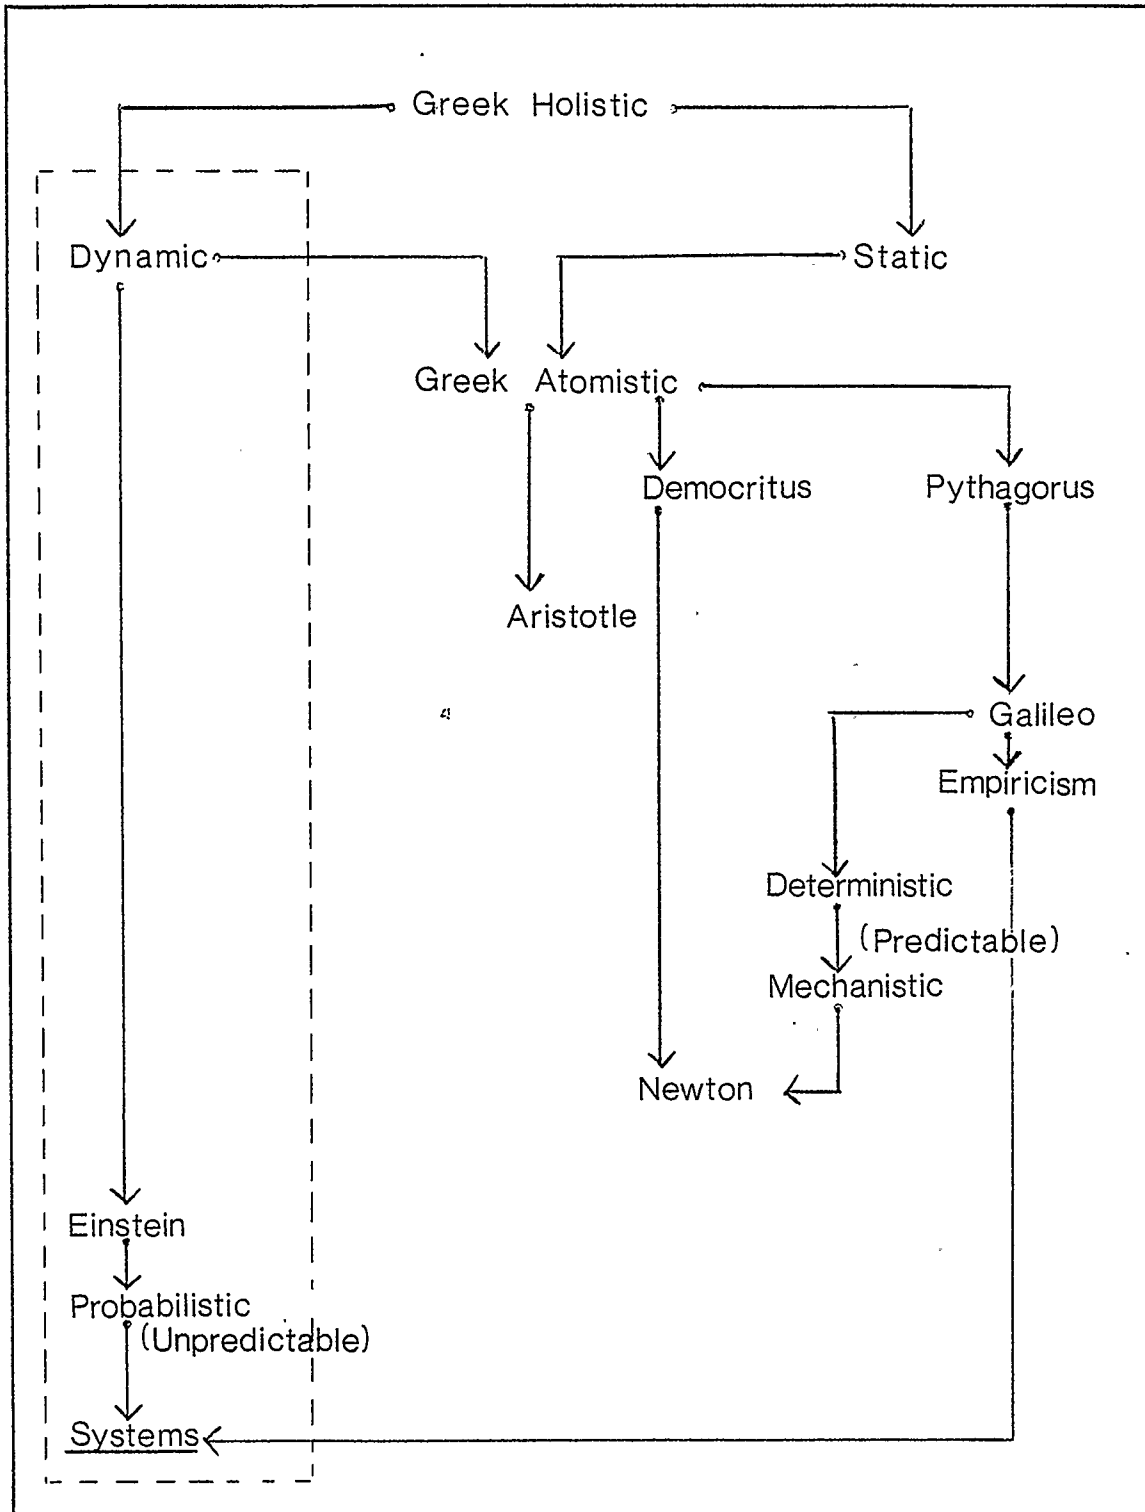 Greek Holistic
Dynamic
Static
Greek Atomistic
Democritus
Pythagorus
Aristotle
Galileo
Empiricism
Deterministic
(Predictable)
Mechanistic
Newton
Einstein
Probabilistic
(Unpredictable)
Systems